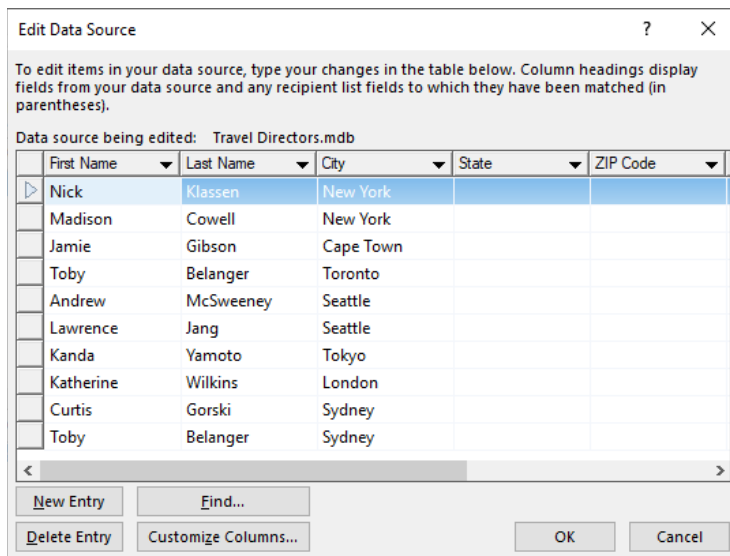 Edit Data Source ?
To edit items in your data source, type your changes in the table below. Column headings display
fields from your data source and any recipient list fields to which they have been matched (in
parentheses).
Data source being edited: Travel Directors.mdb
First Name Last Name City State ZIP Code
Nick Klassen New York
Madison Cowell New York
Jamie Gibson Cape Town
Toby Belanger Toronto
Andrew McSweeney Seattle
Lawrence Jang Seattle
Kanda Yamoto Tokyo
Katherine Wilkins London
Curtis Gorski Sydney
Toby Belanger Sydney
New Entry Find...
Delete Entry Customize Columns... OK Cancel